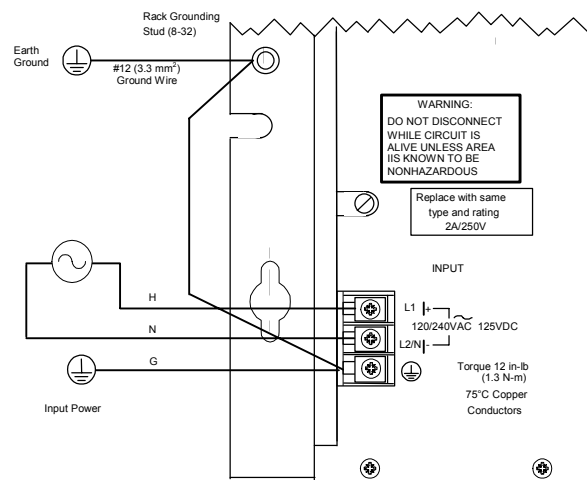 Rack Grounding
Stud (8-32)
Earth
Ground
#12 (3.3 mm²)
Ground Wire
WARNING:
DO NOT DISCONNECT
WHILE CIRCUIT IS
ALIVE UNLESS AREA
IIS KNOWN TO BE
NONHAZARDOUS
Replace with same
type and rating
2A/250V
INPUT
H
L1 +
120/240VAC 125VDC
N
L2/N -
G
Torque 12 in-lb
(1.3 N-m)
75°C Copper
Conductors
Input Power